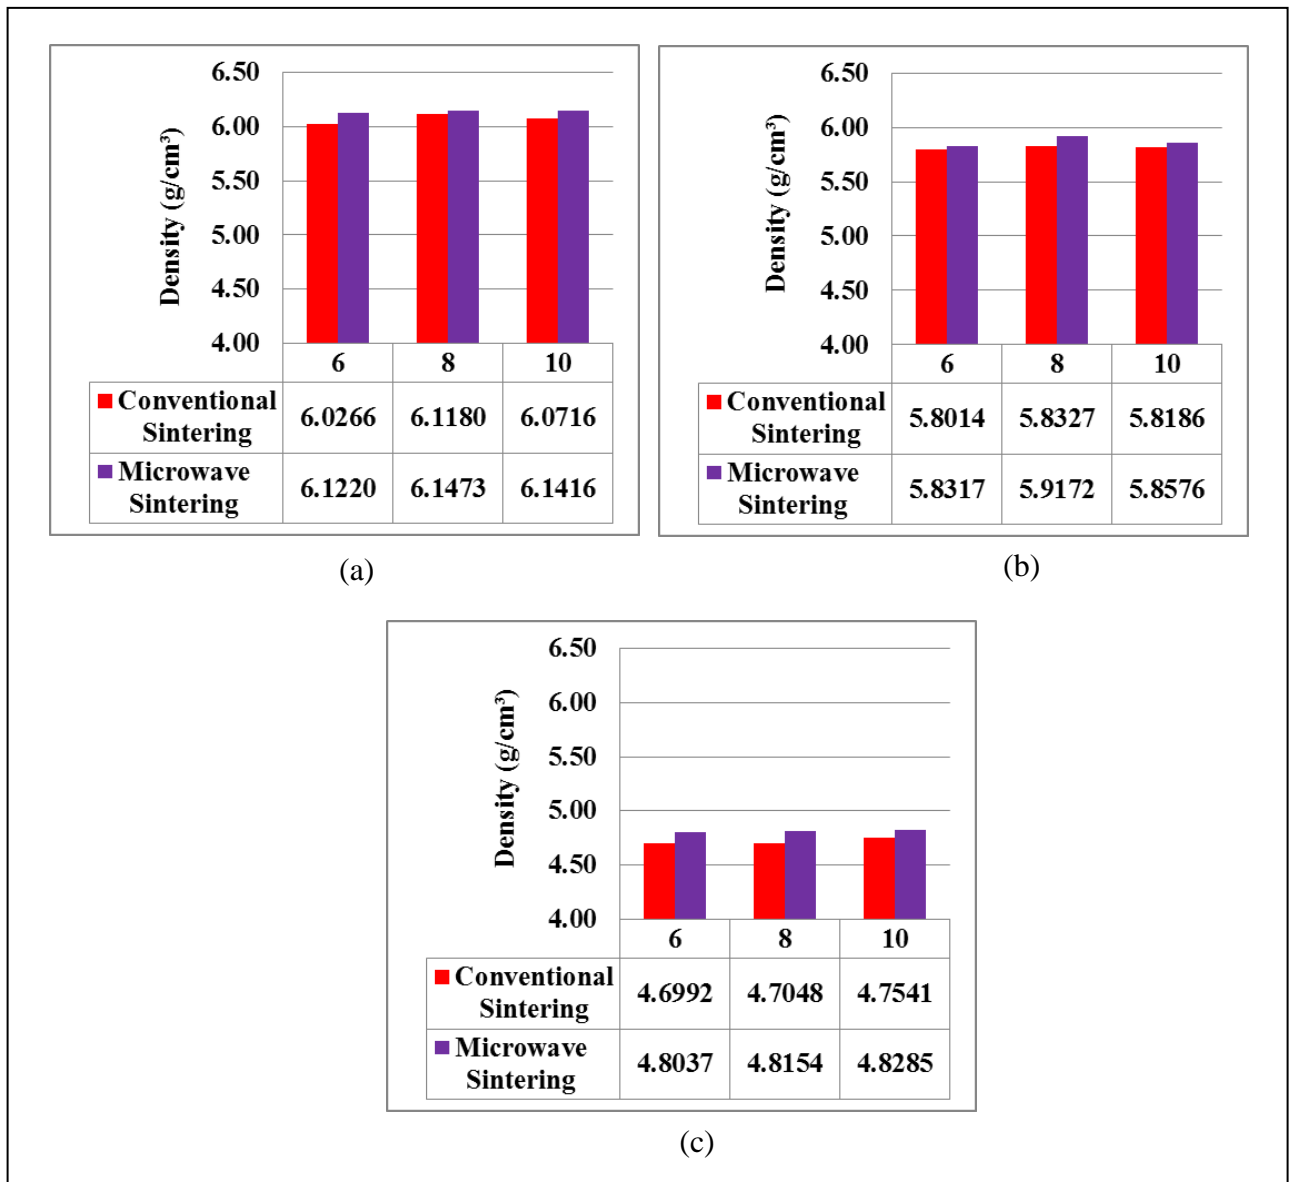 6.50
6.00
5.50
5.00
4.50
4.00
Density (g/cm³)
6 8 10
Conventional
Sintering
6.0266 6.1180 6.0716
Microwave
Sintering
6.1220 6.1473 6.1416
(a)
6.50
6.00
5.50
5.00
4.50
4.00
Density (g/cm³)
6 8 10
Conventional
Sintering
5.8014 5.8327 5.8186
Microwave
Sintering
5.8317 5.9172 5.8576
(b)
6.50
6.00
5.50
5.00
4.50
4.00
Density (g/cm³)
6 8 10
Conventional
Sintering
4.6992 4.7048 4.7541
Microwave
Sintering
4.8037 4.8154 4.8285
(c)